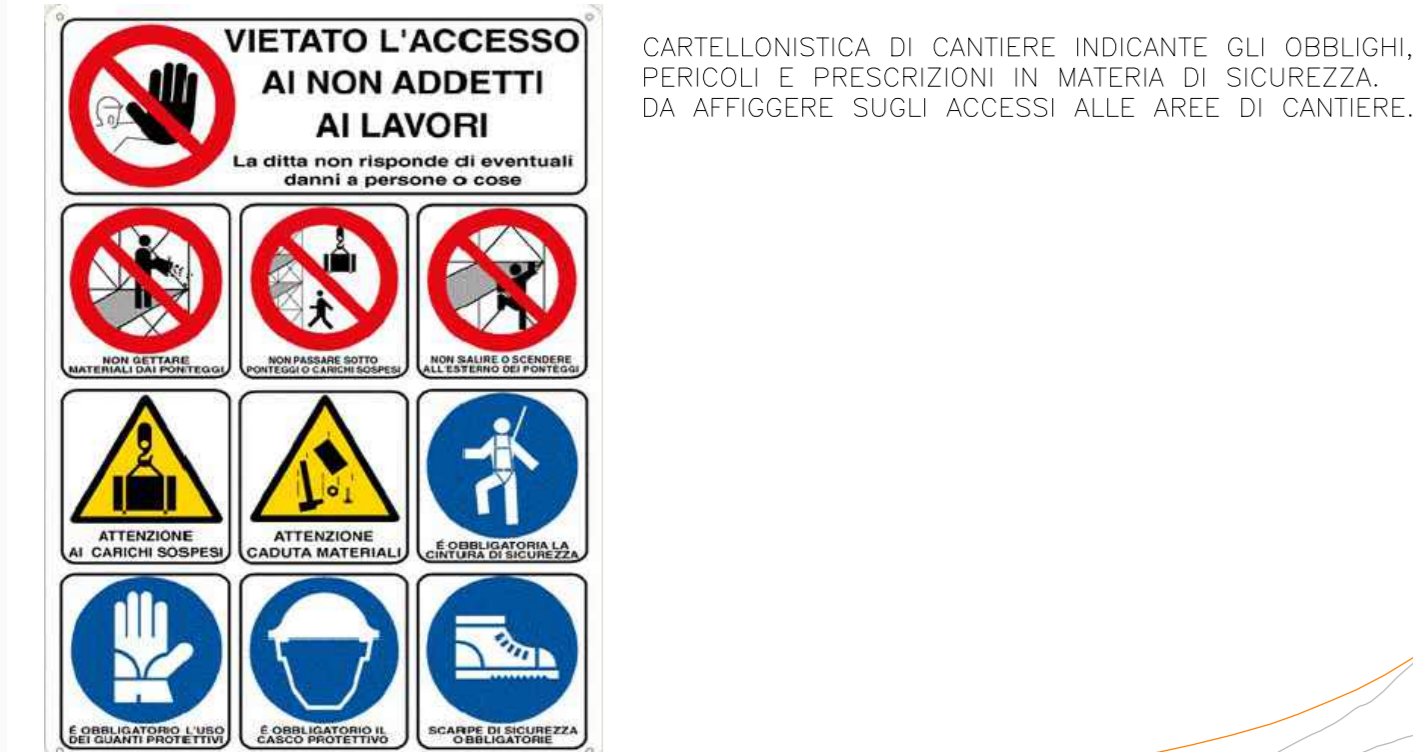 VIETATO L'ACCESSO
AI NON ADDETTI
AI LAVORI
La ditta non risponde di eventuali
danni a persone o cose
NON GETTARE
MATERIALI DAI PONTEGGI
NON PASSARE SOTTO
PONTEGGI O CARICHI SOSPESI
NON SALIRE O SCENDERE
ALL'ESTERNO DEI PONTEGGI
ATTENZIONE
AI CARICHI SOSPESI
ATTENZIONE
CADUTA MATERIALI
É OBBLIGATORIA LA
CINTURA DI SICUREZZA
É OBBLIGATORIO L'USO
DEI GUANTI PROTETTIVI
É OBBLIGATORIO IL
CASCO PROTETTIVO
SCARPE DI SICUREZZA
OBBLIGATORIE
CARTELLONISTICA DI CANTIERE INDICANTE GLI OBBLIGHI,
PERICOLI E PRESCRIZIONI IN MATERIA DI SICUREZZA.
DA AFFIGGERE SUGLI ACCESSI ALLE AREE DI CANTIERE.